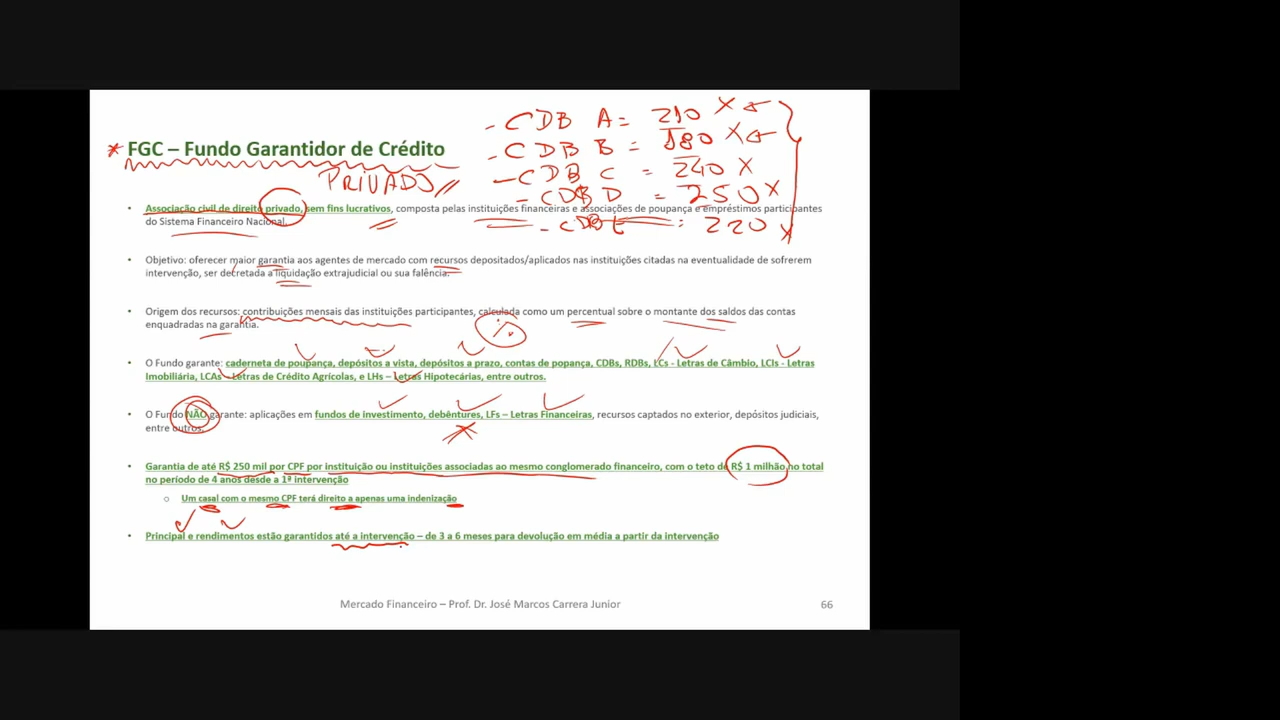 - CDB A = 210 X ←
- CDB B = 180 X ←
* FGC – Fundo Garantidor de Crédito
- CDB C = 240 X
PRIVADO
- CDB D = 250 X
• Associação civil de direito privado, sem fins lucrativos, composta pelas instituições financeiras e associações de poupança e empréstimos participantes
do Sistema Financeiro Nacional.
- CDB E : 220 X
• Objetivo: oferecer maior garantia aos agentes de mercado com recursos depositados/aplicados nas instituições citadas na eventualidade de sofrerem
intervenção, ser decretada a liquidação extrajudicial ou sua falência.
• Origem dos recursos: contribuições mensais das instituições participantes, calculada como um percentual sobre o montante dos saldos das contas
enquadradas na garantia.
%
• O Fundo garante: caderneta de poupança, depósitos a vista, depósitos a prazo, contas de popança, CDBs, RDBs, LCs - Letras de Câmbio, LCIs - Letras
Imobiliária, LCAs – Letras de Crédito Agrícolas, e LHs – Letras Hipotecárias, entre outros.
• O Fundo NÃO garante: aplicações em fundos de investimento, debêntures, LFs – Letras Financeiras, recursos captados no exterior, depósitos judiciais,
entre outros.
• Garantia de até R$ 250 mil por CPF por instituição ou instituições associadas ao mesmo conglomerado financeiro, com o teto de R$ 1 milhão no total
no período de 4 anos desde a 1ª intervenção
o Um casal com o mesmo CPF terá direito a apenas uma indenização
• Principal e rendimentos estão garantidos até a intervenção – de 3 a 6 meses para devolução em média a partir da intervenção
Mercado Financeiro – Prof. Dr. José Marcos Carrera Junior 66